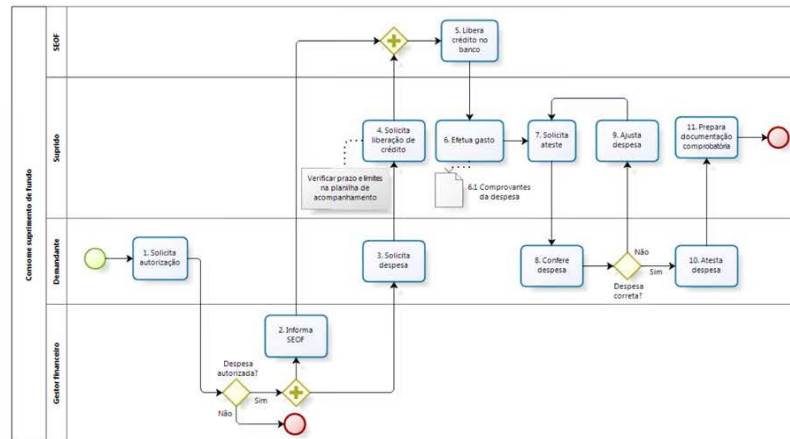 Consome suprimento de fundo
SEOF
5. Libera
crédito no
banco
Suprido
4. Solicita
liberação de
crédito
Verificar prazo e limites
na planilha de
acompanhamento
6. Efetua gasto
6.1 Comprovantes
da despesa
7. Solicita
ateste
9. Ajusta
despesa
11. Prepara
documentação
comprobatória
Demandante
1. Solicita
autorização
3. Solicita
despesa
8. Confere
despesa
Não
Sim
Despesa
correta?
10. Atesta
despesa
Gestor financeiro
2. Informa
SEOF
Despesa
autorizada?
Sim
Não